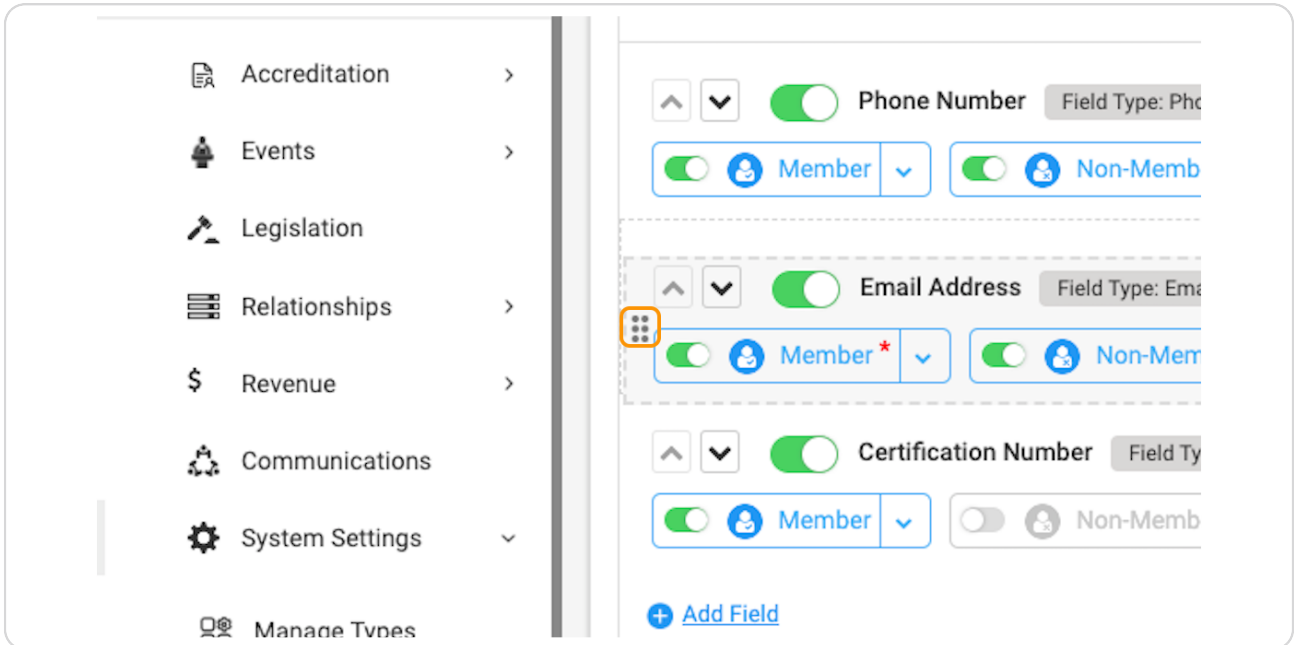 Accreditation
Events
Legislation
Relationships
Revenue
Communications
System Settings
Manage Types
Phone Number Field Type: Pho
Member Non-Memb
Email Address Field Type: Ema
Member * Non-Mem
Certification Number Field Ty
Member Non-Memb
Add Field